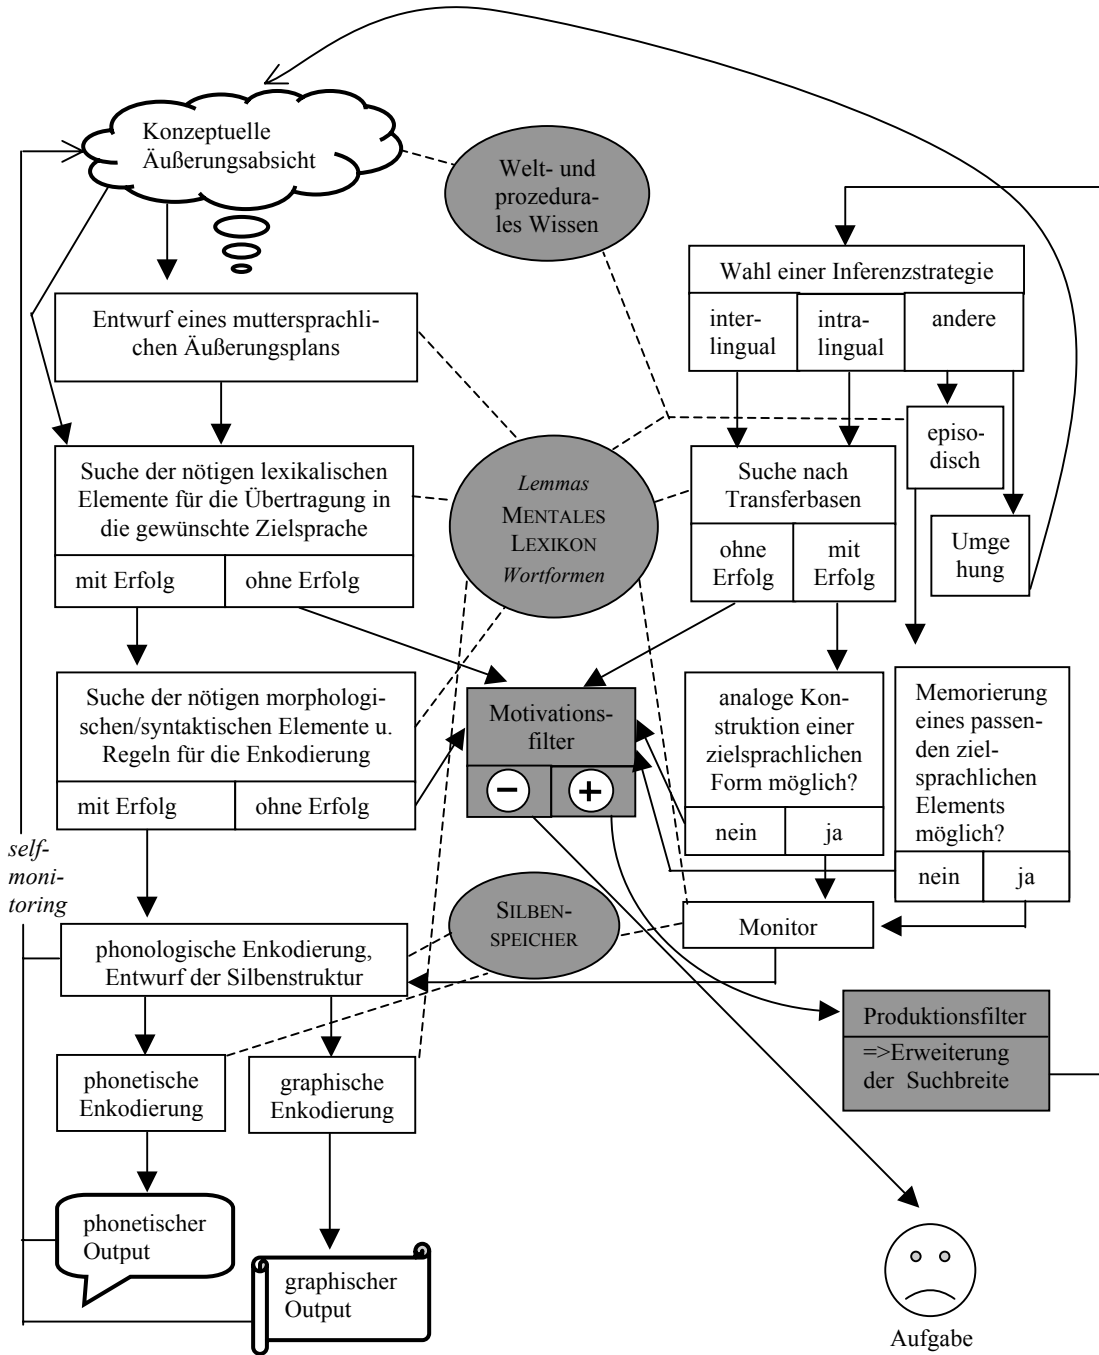 Konzeptuelle
Äußerungsabsicht
Welt- und
prozedura-
les Wissen
Wahl einer Inferenzstrategie
inter-
lingual
intra-
lingual
andere
Entwurf eines muttersprachli-
chen Äußerungsplans
episo-
disch
Suche der nötigen lexikalischen
Elemente für die Übertragung in
die gewünschte Zielsprache
mit Erfolg
ohne Erfolg
Lemmas
MENTALES
LEXIKON
Wortformen
Suche nach
Transferbasen
ohne
Erfolg
mit
Erfolg
Umge
hung
Suche der nötigen morphologi-
schen/syntaktischen Elemente u.
Regeln für die Enkodierung
mit Erfolg
ohne Erfolg
Motivations-
filter
−
+
analoge Kon-
struktion einer
zielsprachlichen
Form möglich?
nein
ja
Memorierung
eines passen-
den ziel-
sprachlichen
Elements
möglich?
nein
ja
self-
moni-
toring
SILBEN-
SPEICHER
Monitor
phonologische Enkodierung,
Entwurf der Silbenstruktur
Produktionsfilter
=>Erweiterung
der Suchbreite
phonetische
Enkodierung
graphische
Enkodierung
phonetischer
Output
graphischer
Output
Aufgabe